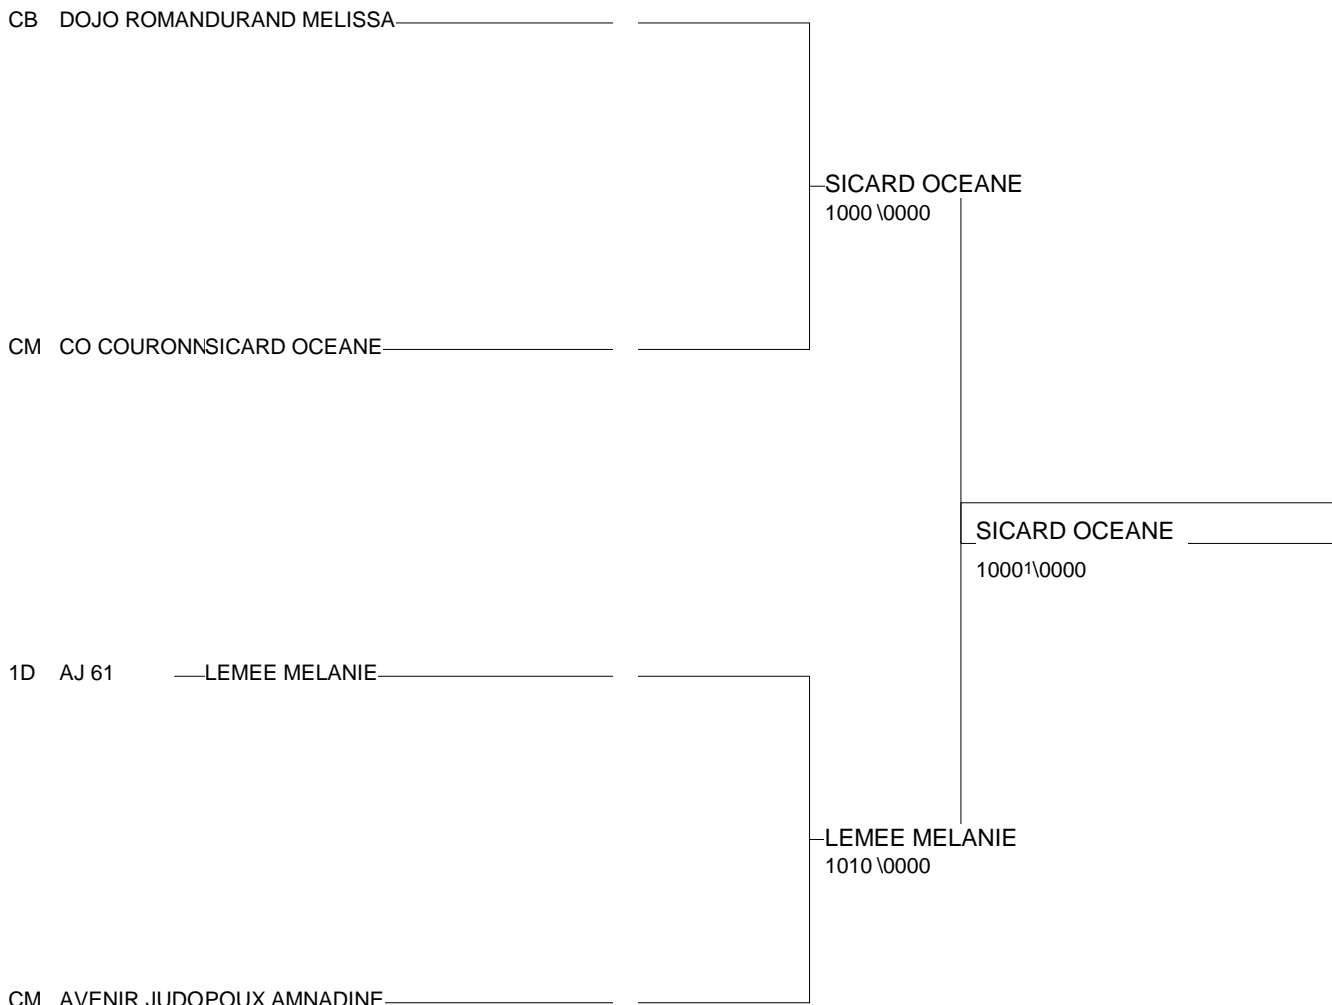 CB DOJO ROMANDURAND MELISSA
SICARD OCEANE
1000 \0000
CM CO COURONNSICARD OCEANE
SICARD OCEANE
10001\0000
1D AJ 61 LEMEE MELANIE
LEMEE MELANIE
1010 \0000
CM AVENIR JUDOPOUX AMNADINE